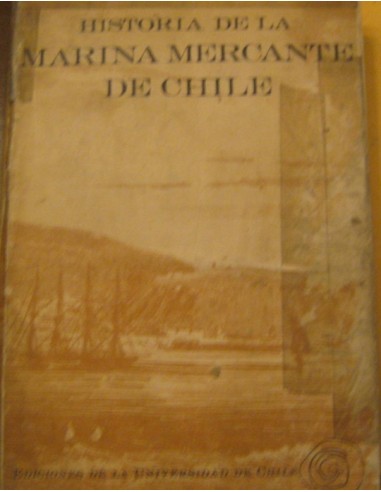 HISTORIA DE LA
MARINA MERCANTE
DE CHILE
EDICIONES DE LA UNIVERSIDAD DE CHILE